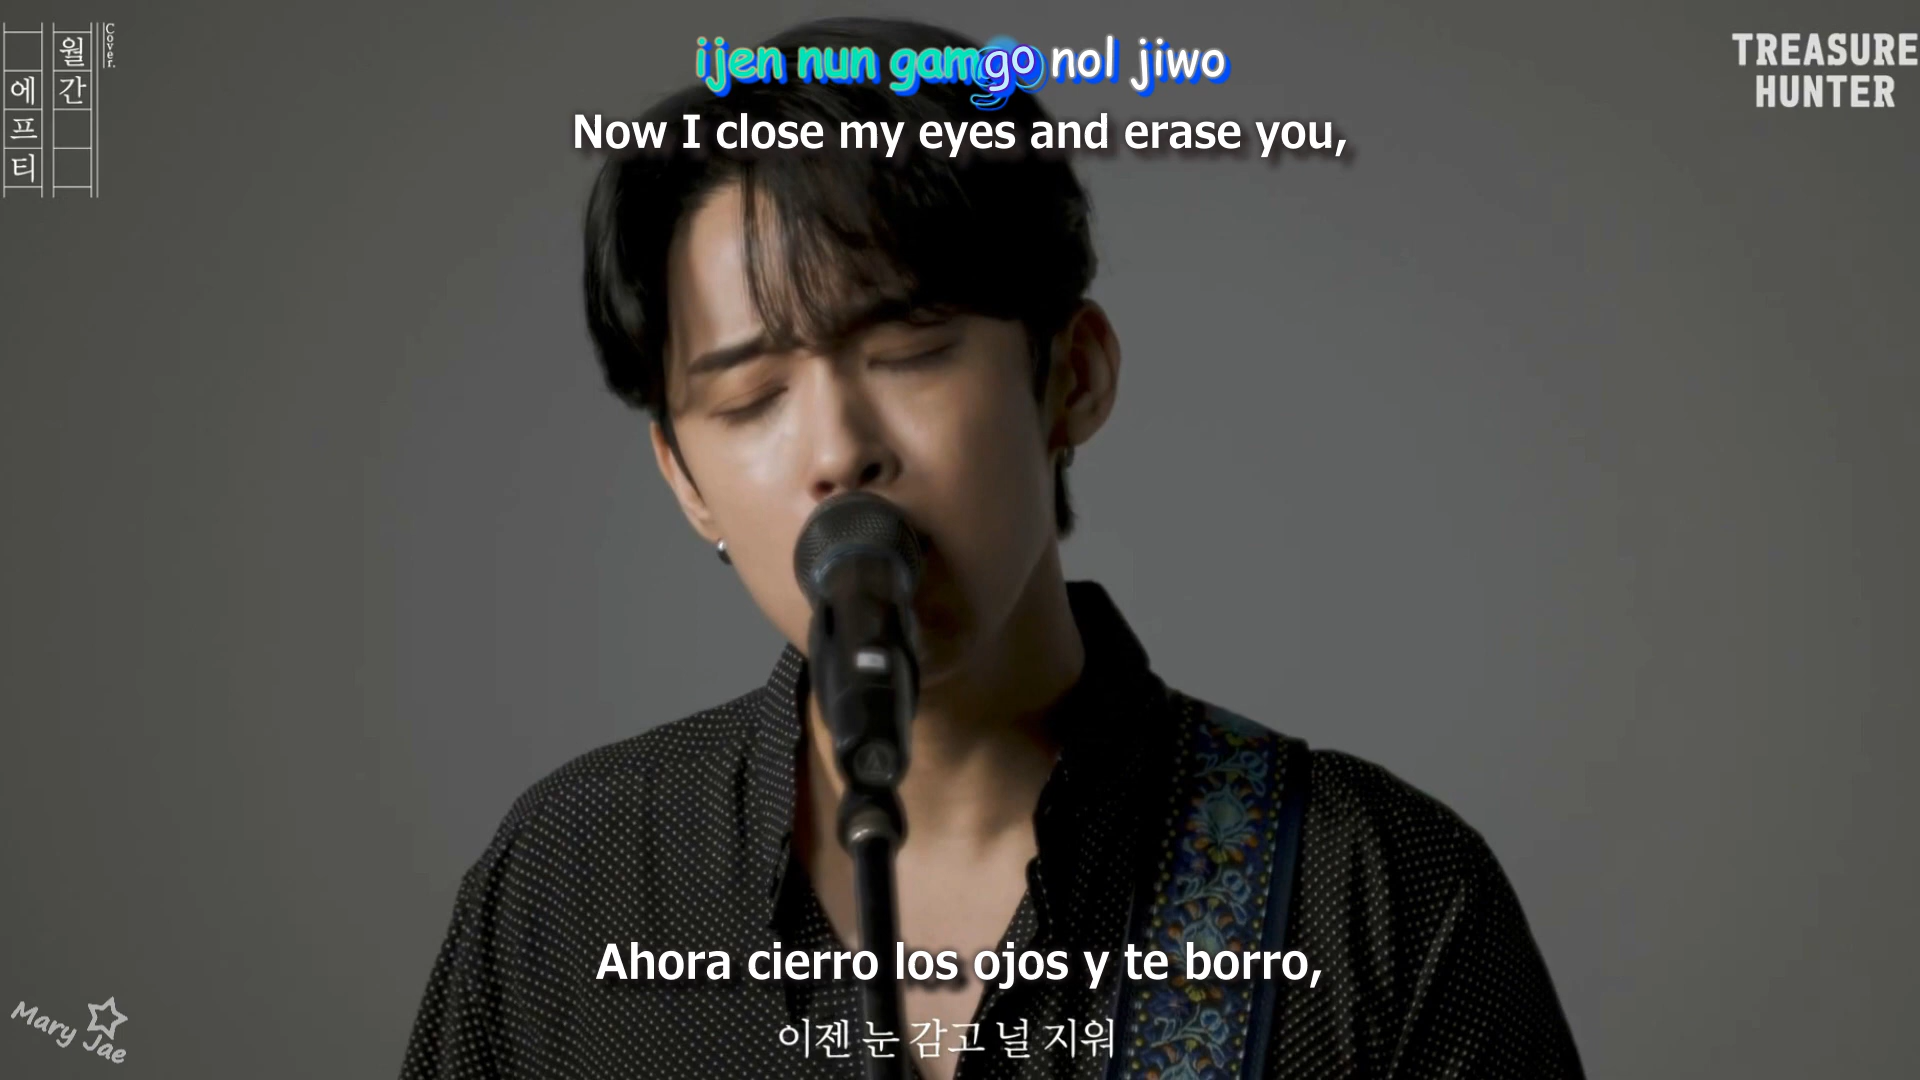 Cover.
월간
에프티
TREASURE
HUNTER
ijen nun gamgo nol jiwo
Now I close my eyes and erase you,
Ahora cierro los ojos y te borro,
이젠 눈 감고 널 지워
Mary Jae